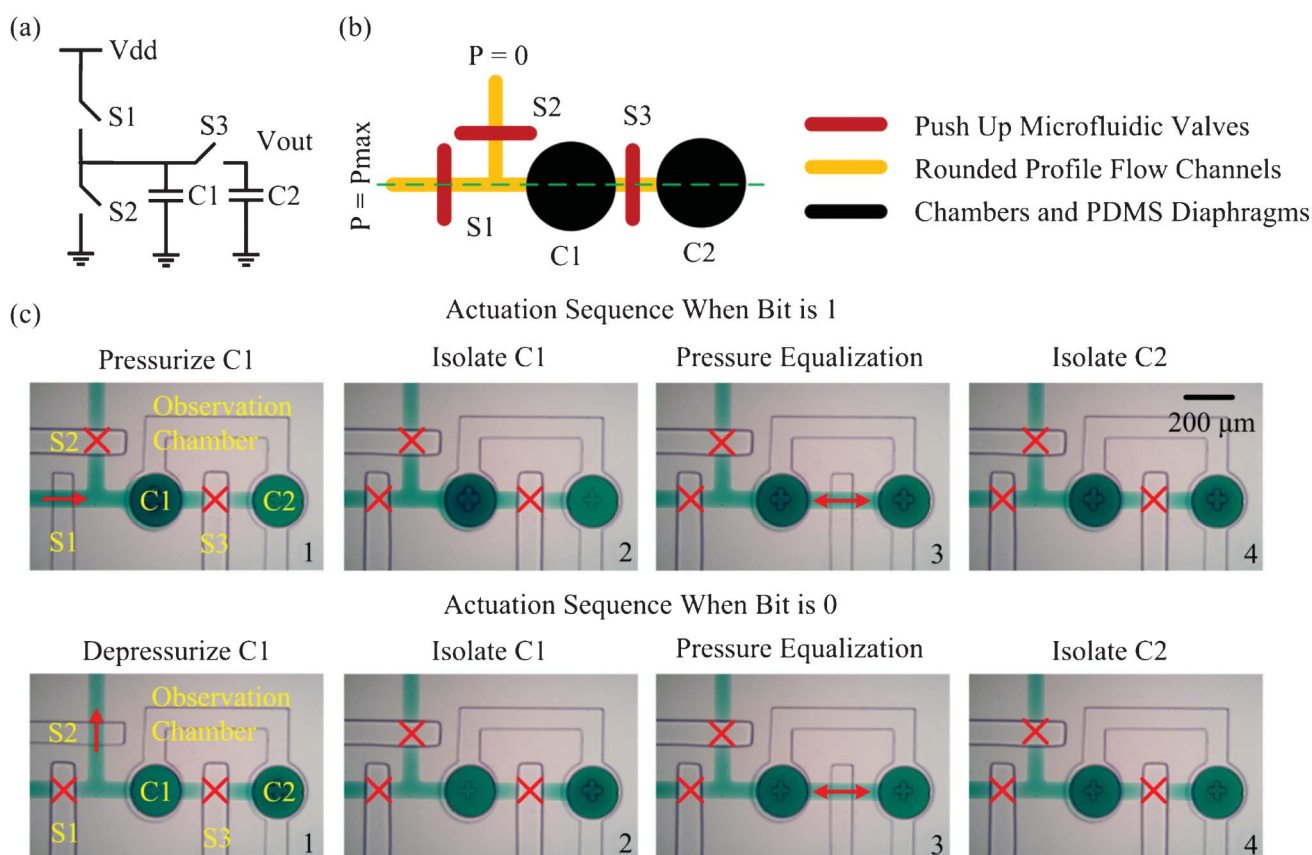 (a)
Vdd
S1
S3
Vout
S2
C1
C2
(b)
P = 0
S2
S3
P = Pmax
S1
C1
C2
Push Up Microfluidic Valves
Rounded Profile Flow Channels
Chambers and PDMS Diaphragms
(c)
Actuation Sequence When Bit is 1
Pressurize C1
Isolate C1
Pressure Equalization
Isolate C2
Observation
Chamber
S2
C1
C2
S1
S3
1
2
3
200 µm
4
Actuation Sequence When Bit is 0
Depressurize C1
Isolate C1
Pressure Equalization
Isolate C2
Observation
Chamber
S2
C1
C2
S1
S3
1
2
3
4